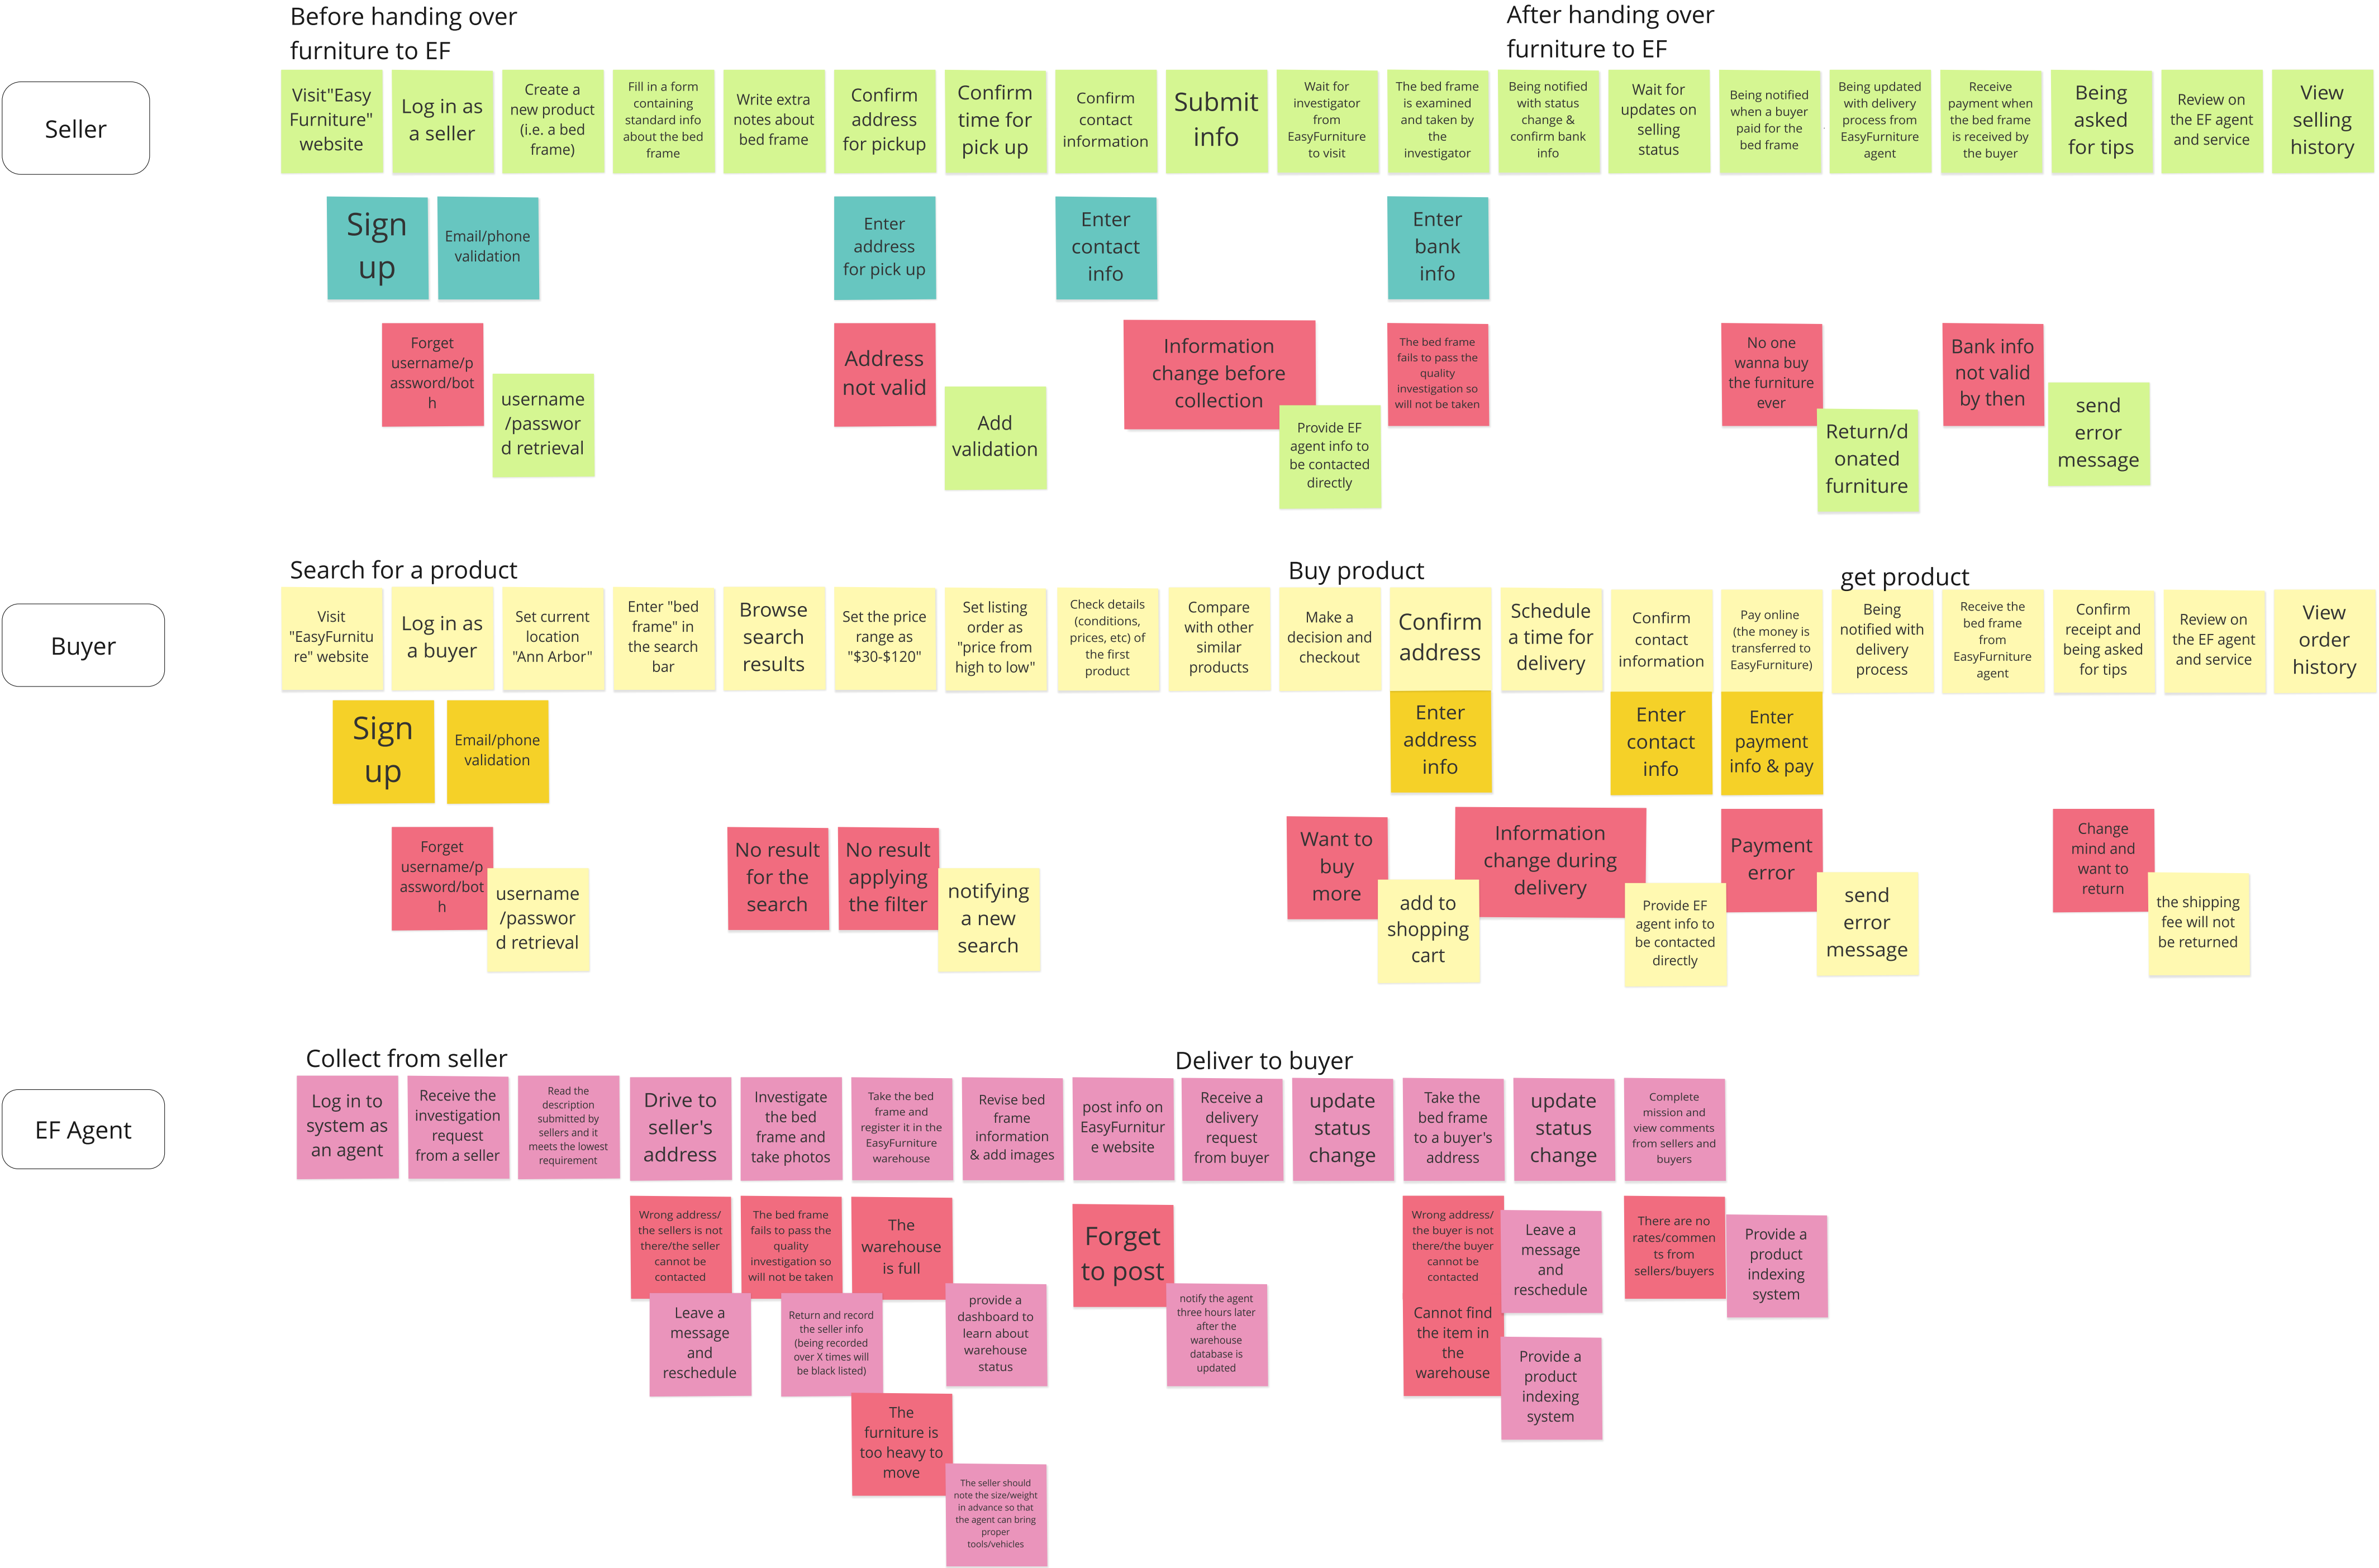 Before handing over
furniture to EF
After handing over
furniture to EF
Seller
Visit"Easy
Furniture"
website
Log in as
a seller
Create a
new product
(i.e. a bed
frame)
Fill in a form
containing
standard info
about the bed
frame
Write extra
notes about
bed frame
Confirm
address
for pickup
Confirm
time for
pick up
Confirm
contact
information
Submit
info
Wait for
investigator
from
EasyFurniture
to visit
The bed frame
is examined
and taken by
the
investigator
Being notified
with status
change &
confirm bank
info
Wait for
updates on
selling
status
Being notified
when a buyer
paid for the
bed frame
Being updated
with delivery
process from
EasyFurniture
agent
Receive
payment when
the bed frame
is received by
the buyer
Being
asked
for tips
Review on
the EF agent
and service
View
selling
history
Sign
up
Email/phone
validation
Enter
address
for pick up
Enter
contact
info
Enter
bank
info
Forget
username/p
assword/bot
h
username
/passwor
d retrieval
Address
not valid
Add
validation
Information
change before
collection
Provide EF
agent info to
be contacted
directly
The bed frame
fails to pass the
quality
investigation so
will not be taken
No one
wanna buy
the furniture
ever
Return/d
onated
furniture
Bank info
not valid
by then
send
error
message
Search for a product
Buy product
get product
Buyer
Visit
"EasyFurnitu
re" website
Log in as
a buyer
Set current
location
"Ann Arbor"
Enter "bed
frame" in
the search
bar
Browse
search
results
Set the price
range as
"$30-$120"
Set listing
order as
"price from
high to low"
Check details
(conditions,
prices, etc) of
the first
product
Compare
with other
similar
products
Make a
decision and
checkout
Confirm
address
Schedule
a time for
delivery
Confirm
contact
information
Pay online
(the money is
transferred to
EasyFurniture)
Being
notified with
delivery
process
Receive the
bed frame
from
EasyFurniture
agent
Confirm
receipt and
being asked
for tips
Review on
the EF agent
and service
View
order
history
Sign
up
Email/phone
validation
Enter
address
info
Enter
contact
info
Enter
payment
info & pay
Forget
username/p
assword/bot
h
username
/passwor
d retrieval
No result
for the
search
No result
applying
the filter
notifying
a new
search
Want to
buy
more
add to
shopping
cart
Information
change during
delivery
Provide EF
agent info to
be contacted
directly
Payment
error
send
error
message
Change
mind and
want to
return
the shipping
fee will not
be returned
Collect from seller
Deliver to buyer
EF Agent
Log in to
system as
an agent
Receive the
investigation
request
from a seller
Read the
description
submitted by
sellers and it
meets the lowest
requirement
Drive to
seller's
address
Investigate
the bed
frame and
take photos
Take the bed
frame and
register it in the
EasyFurniture
warehouse
Revise bed
frame
information
& add images
post info on
EasyFurnitur
e website
Receive a
delivery
request
from buyer
update
status
change
Take the
bed frame
to a buyer's
address
update
status
change
Complete
mission and
view comments
from sellers and
buyers
Wrong address/
the sellers is not
there/the seller
cannot be
contacted
Leave a
message
and
reschedule
The bed frame
fails to pass the
quality
investigation so
will not be taken
Return and record
the seller info
(being recorded
over X times will
be black listed)
The
warehouse
is full
provide a
dashboard to
learn about
warehouse
status
The
furniture is
too heavy to
move
The seller should
note the size/weight
in advance so that
the agent can bring
proper
tools/vehicles
Forget
to post
notify the agent
three hours later
after the
warehouse
database is
updated
Wrong address/
the buyer is not
there/the buyer
cannot be
contacted
Leave a
message
and
reschedule
Cannot find
the item in
the
warehouse
Provide a
product
indexing
system
There are no
rates/commen
ts from
sellers/buyers
Provide a
product
indexing
system